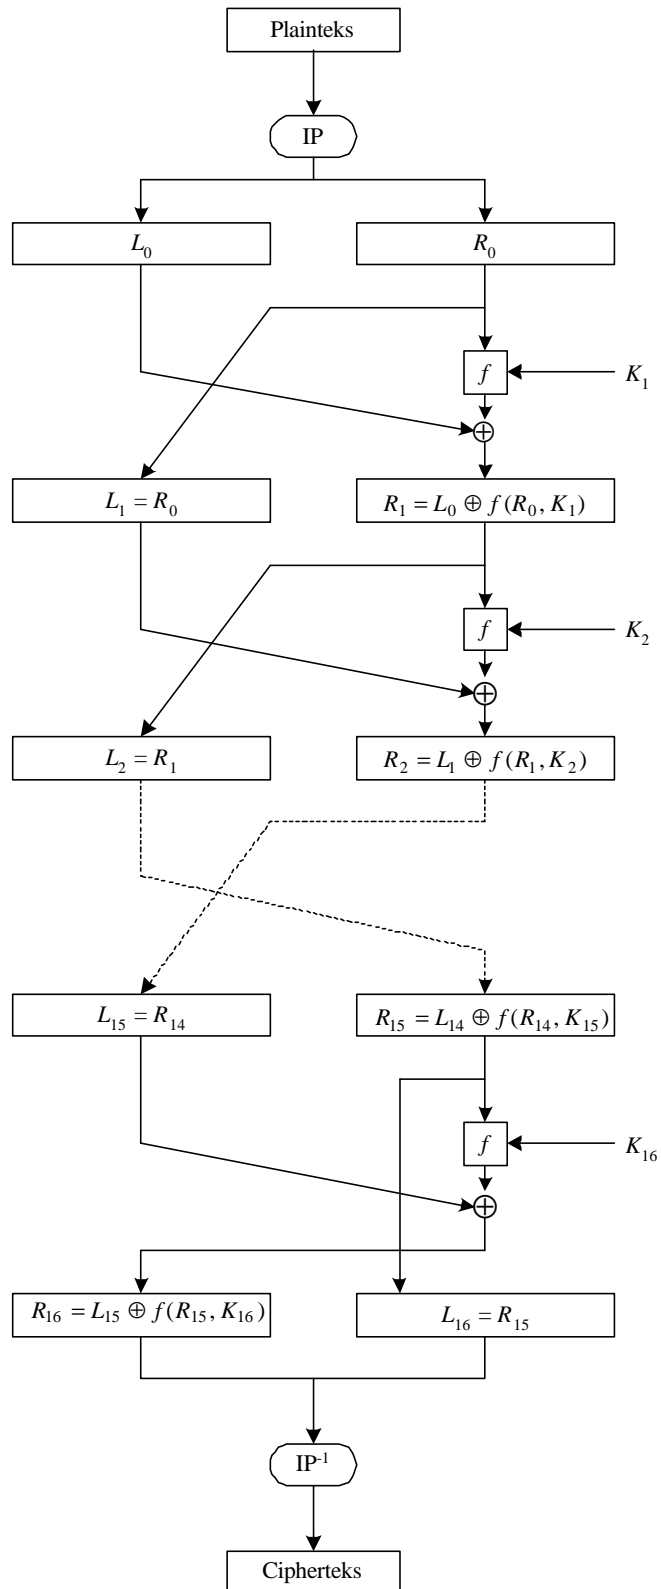 Plainteks
IP
L₀
R₀
f
K₁
⊕
L₁ = R₀
R₁ = L₀ ⊕ f(R₀, K₁)
f
K₂
⊕
L₂ = R₁
R₂ = L₁ ⊕ f(R₁, K₂)
L₁₅ = R₁₄
R₁₅ = L₁₄ ⊕ f(R₁₄, K₁₅)
f
K₁₆
⊕
R₁₆ = L₁₅ ⊕ f(R₁₅, K₁₆)
L₁₆ = R₁₅
IP⁻¹
Cipherteks